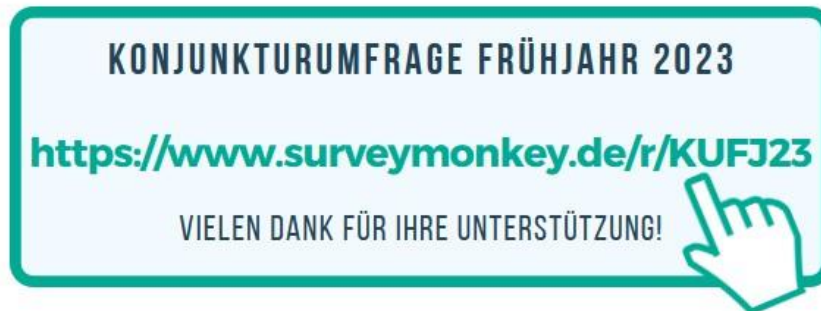 KONJUNKTURUMFRAGE FRÜHJAHR 2023
https://www.surveymonkey.de/r/KUFJ23
VIELEN DANK FÜR IHRE UNTERSTÜTZUNG!